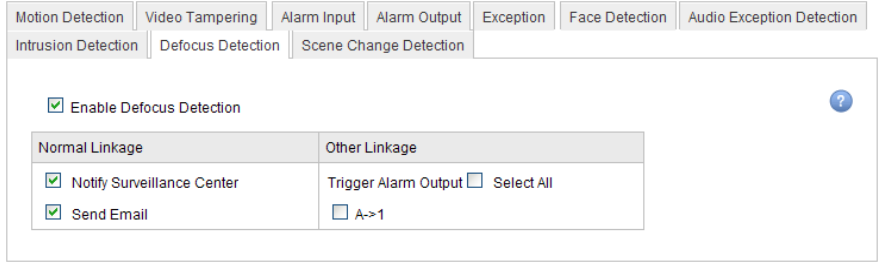 Motion Detection Video Tampering Alarm Input Alarm Output Exception Face Detection Audio Exception Detection
Intrusion Detection Defocus Detection Scene Change Detection
Enable Defocus Detection ?
Normal Linkage Other Linkage
Notify Surveillance Center Trigger Alarm Output Select All
Send Email A->1